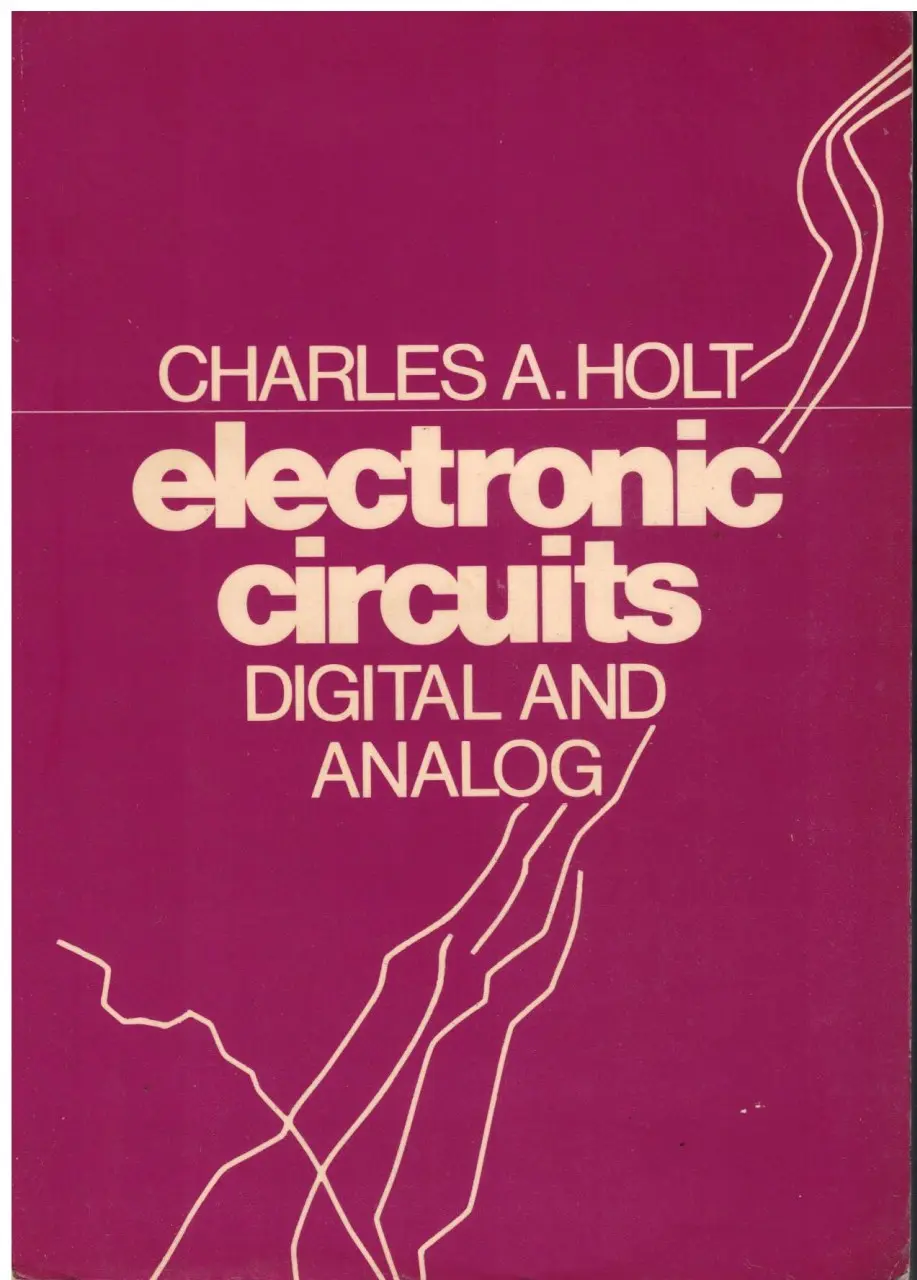 CHARLES A. HOLT
electronic
circuits
DIGITAL AND
ANALOG